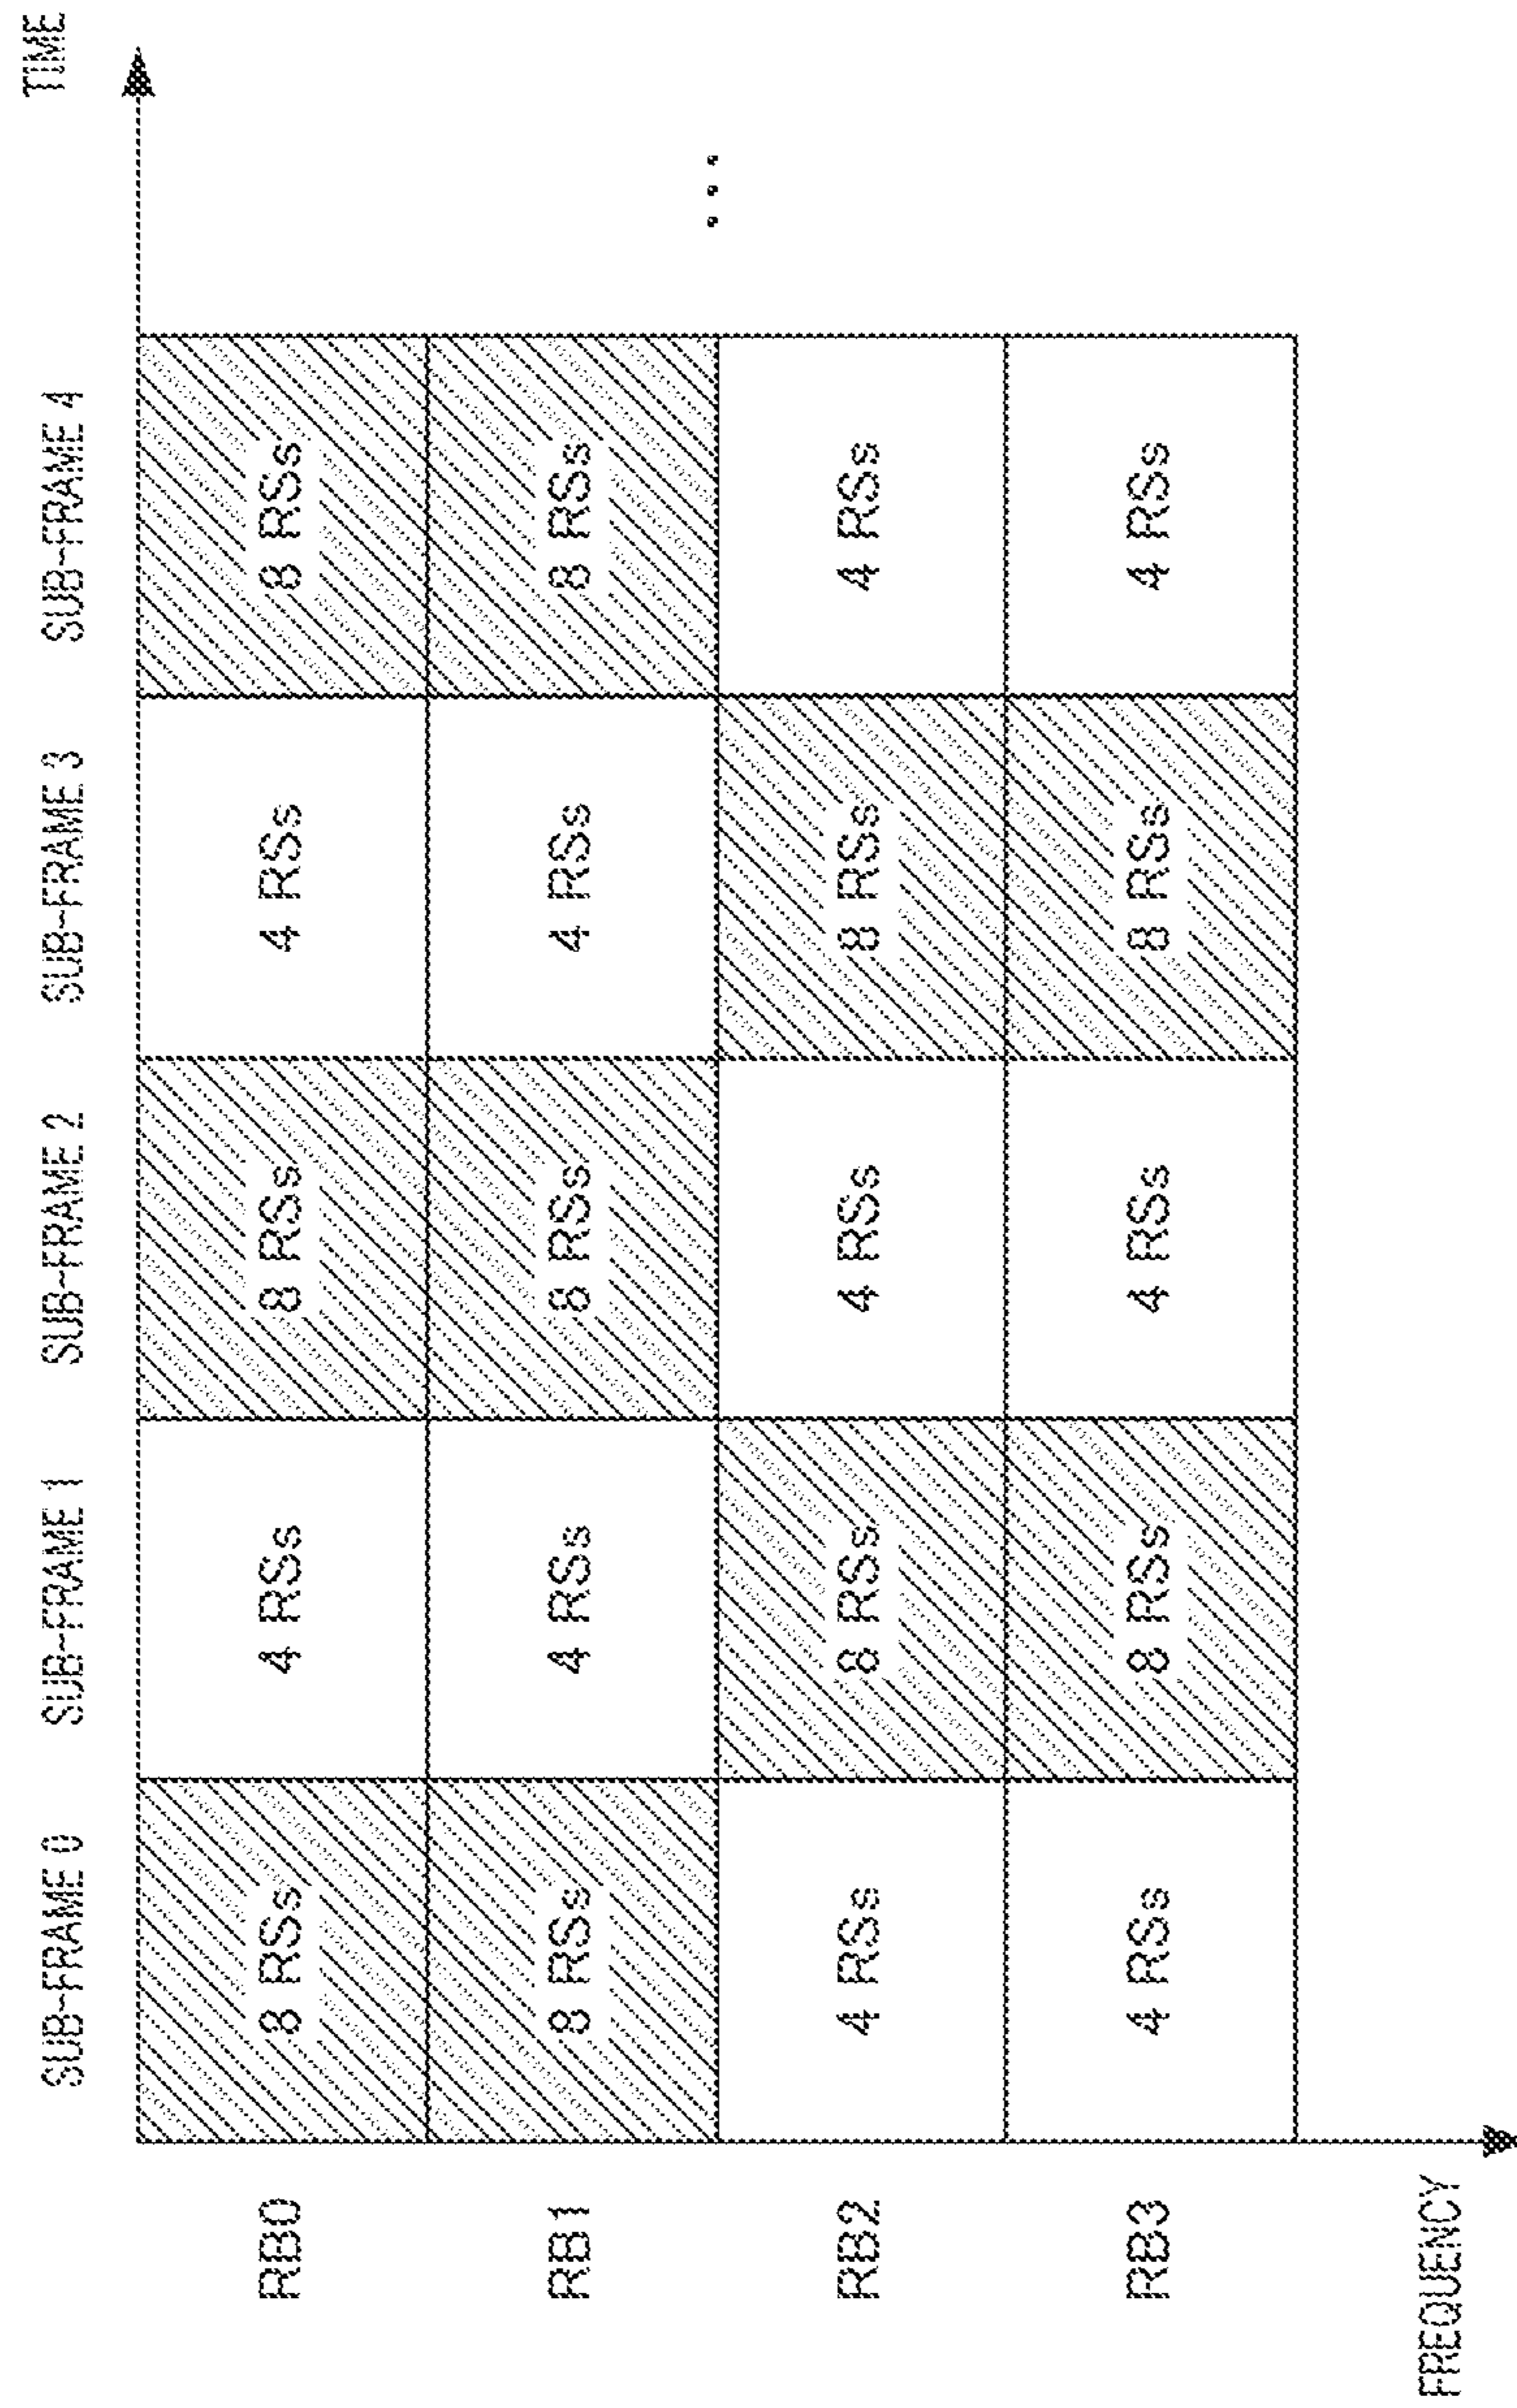 SUB-FRAME 0 SUB-FRAME 1 SUB-FRAME 2 SUB-FRAME 3 SUB-FRAME 4 TIME
RB0 8 RSs 4 RSs 8 RSs 4 RSs 8 RSs
RB1 8 RSs 4 RSs 8 RSs 4 RSs 8 RSs
...
RB2 4 RSs 8 RSs 4 RSs 8 RSs 4 RSs
RB3 4 RSs 8 RSs 4 RSs 8 RSs 4 RSs
FREQUENCY